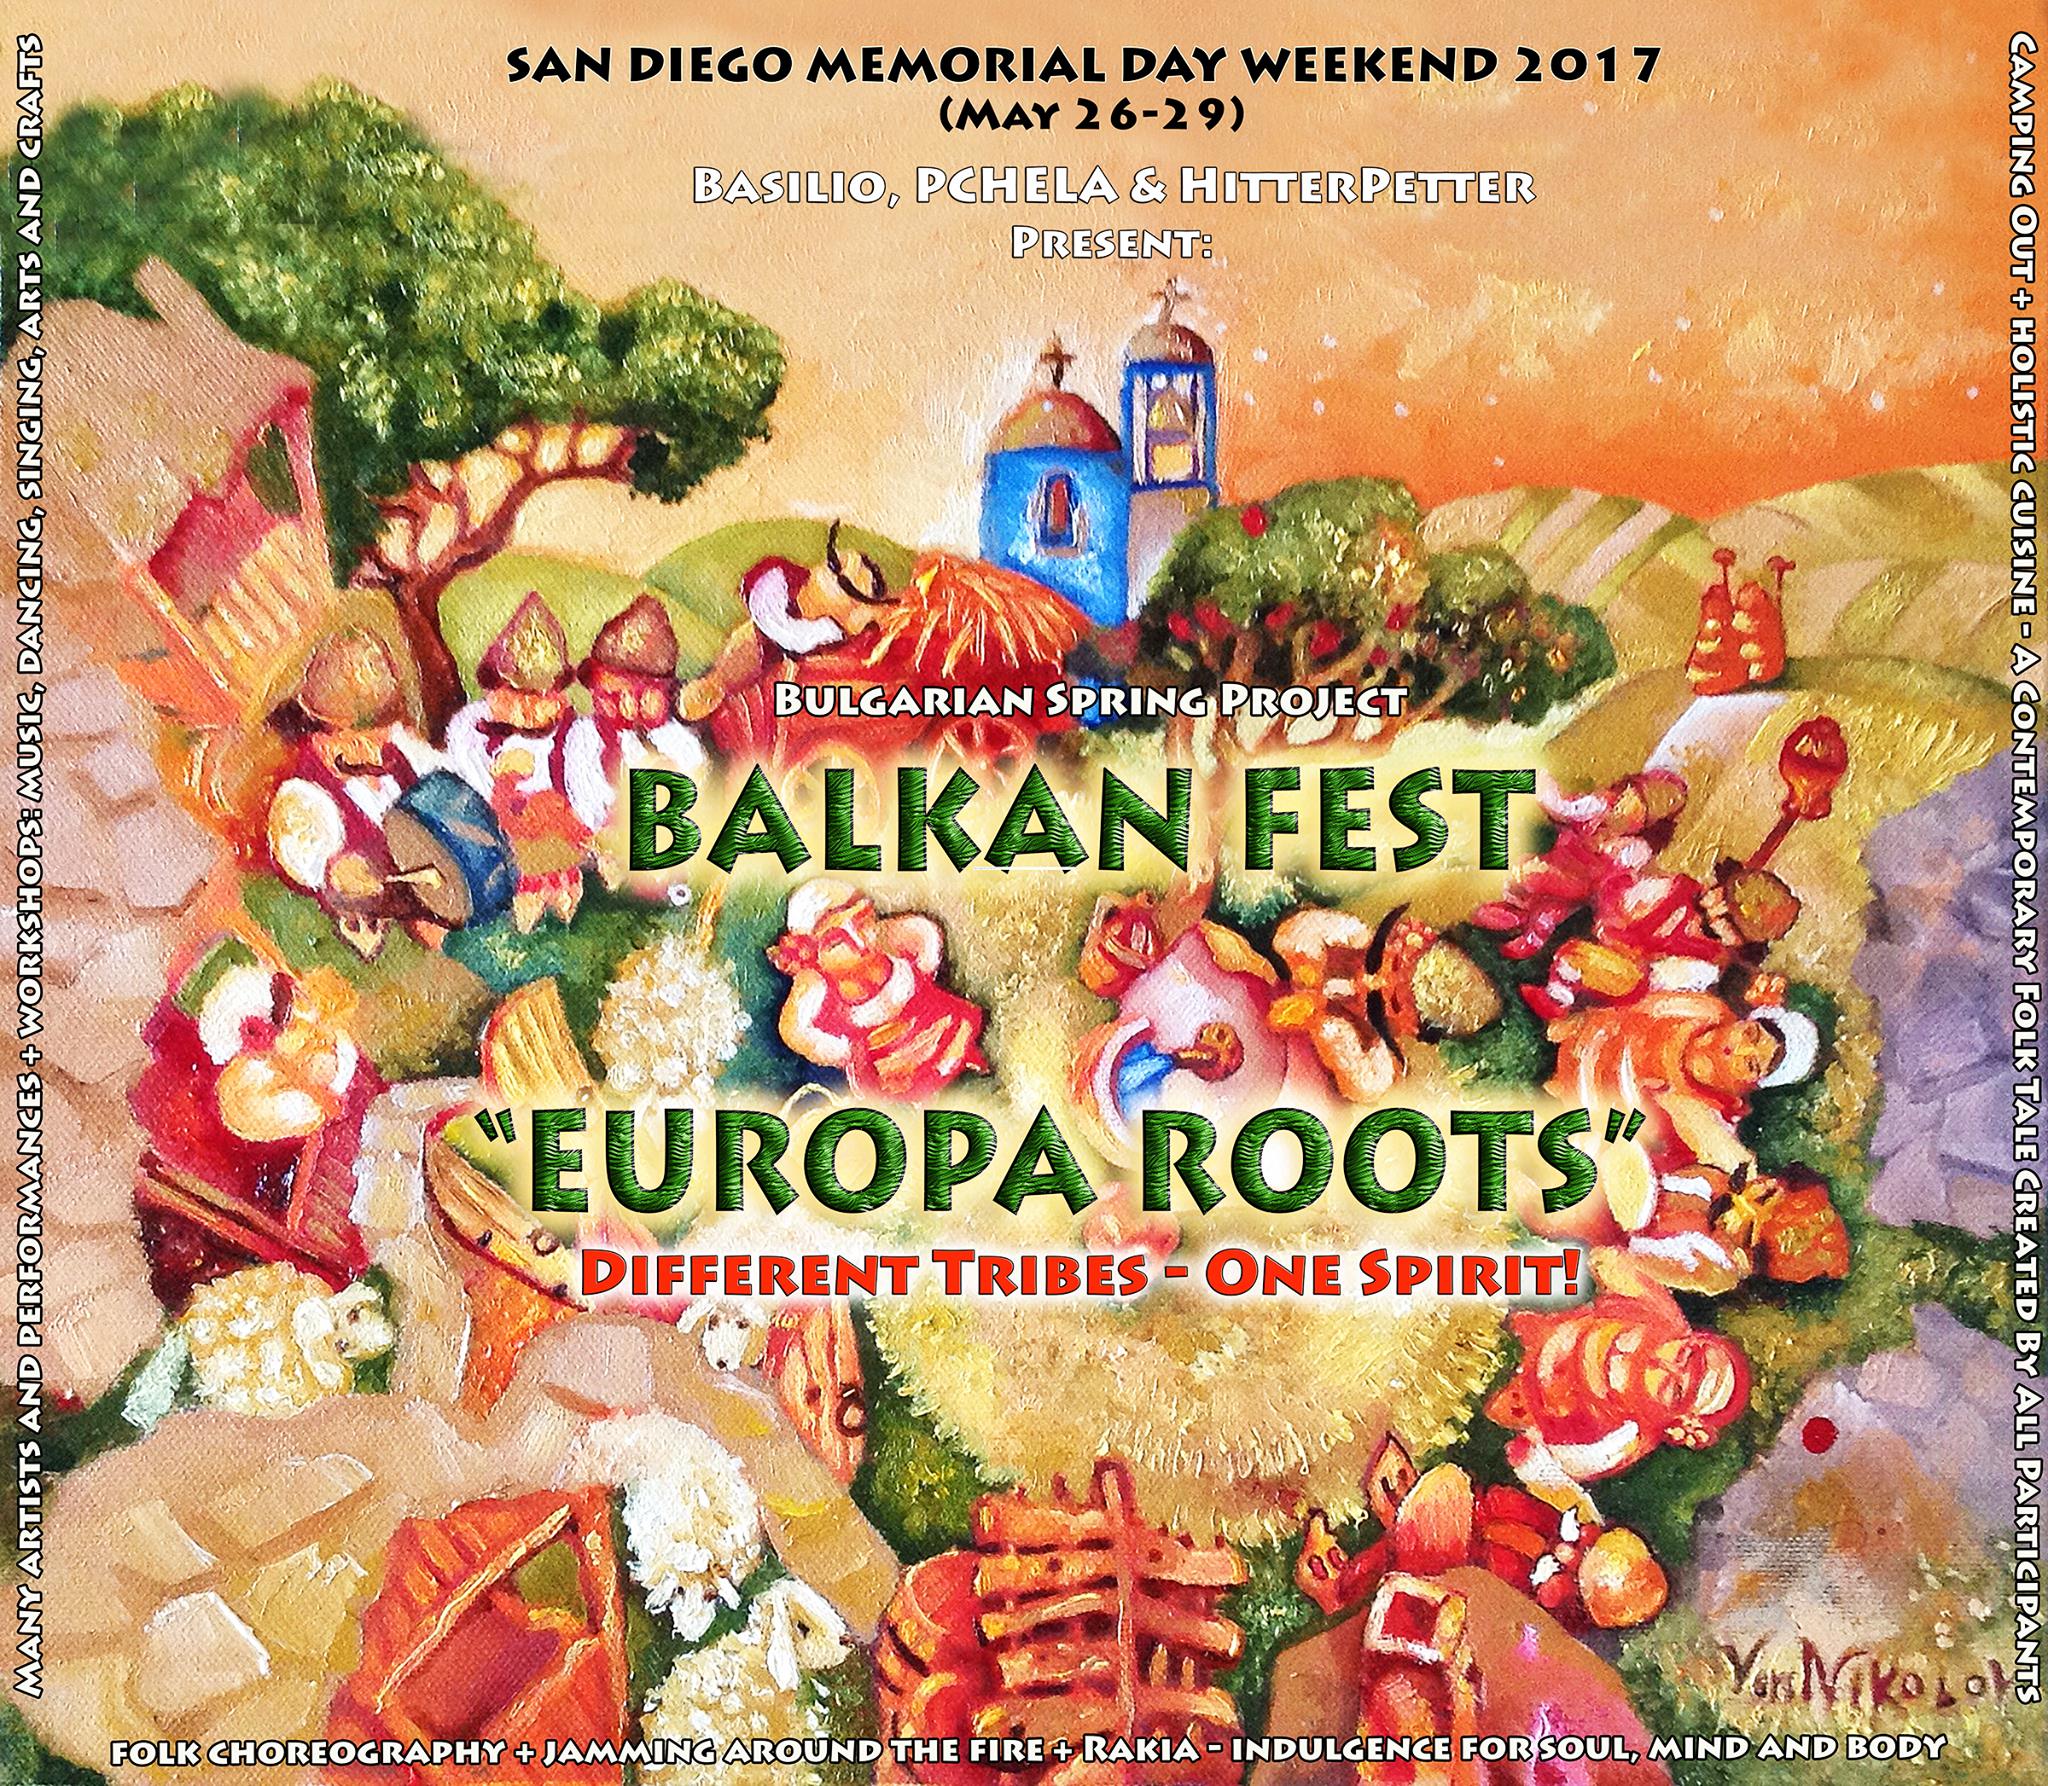 SAN DIEGO MEMORIAL DAY WEEKEND 2017
(MAY 26-29)
BASILIO, PCHELA & HITTERPETTER
PRESENT:
BULGARIAN SPRING PROJECT
BALKAN FEST
"EUROPA ROOTS"
DIFFERENT TRIBES - ONE SPIRIT!
MANY ARTISTS AND PERFORMANCES + WORKSHOPS: MUSIC, DANCING, SINGING, ARTS AND CRAFTS
CAMPING OUT + HOLISTIC CUISINE - A CONTEMPORARY FOLK TALE CREATED BY ALL PARTICIPANTS
FOLK CHOREOGRAPHY + JAMMING AROUND THE FIRE + RAKIA - INDULGENCE FOR SOUL, MIND AND BODY
NIKOLOV